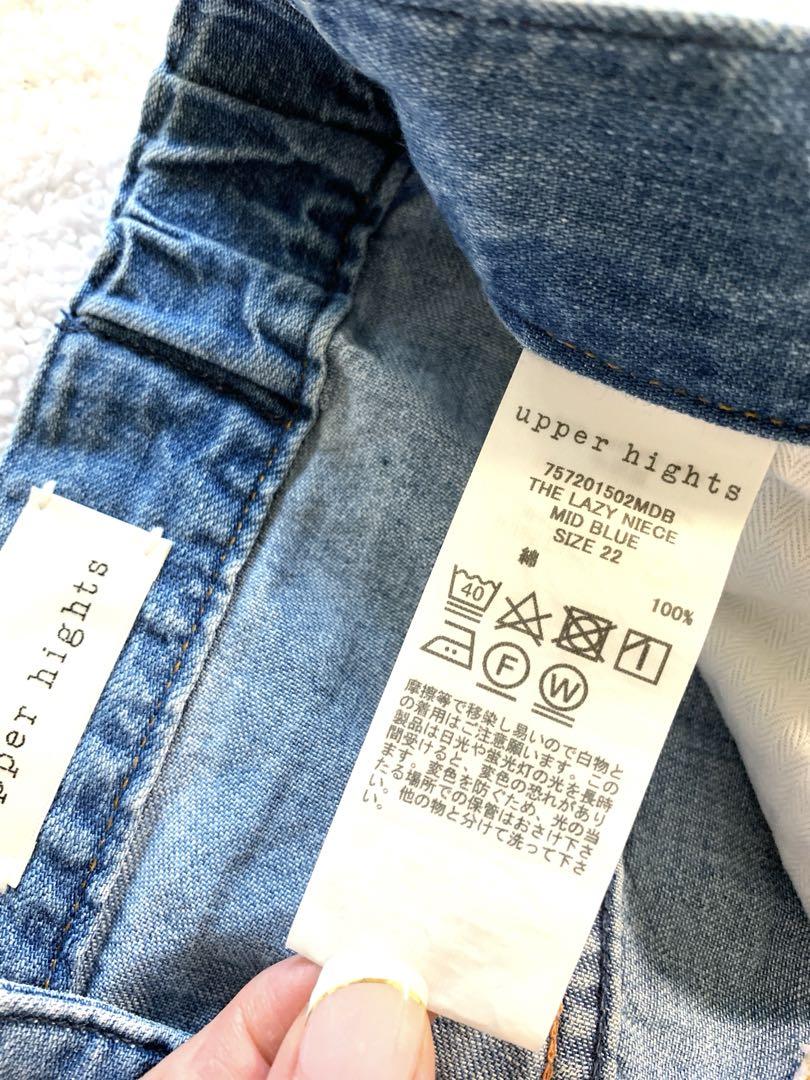 upper hights
757201502MDB
THE LAZY NIECE
MID BLUE
SIZE 22
綿 100%
40
F W
摩擦等で移染し易いので白物と
の着用はご注意願います。この
製品は日光や蛍光灯の光を長時
間受けると、変色の恐れがあり
ます。変色を防ぐため、光の当
たる場所での保管はおさけ下さ
い。他の物と分けて洗って下さ
い。
pper hights